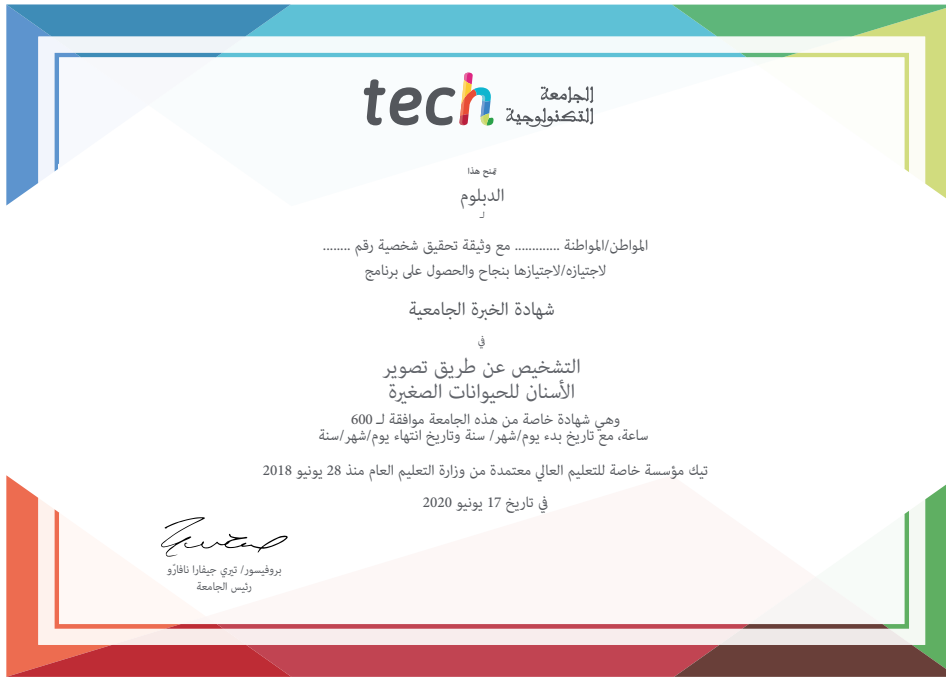 tech
الجامعة
التكنولوجية
يمنح هذا
الدبلوم
لـ
المواطن/المواطنة ............ مع وثيقة تحقيق شخصية رقم ........
لاجتيازه/لاجتيازها بنجاح والحصول على برنامج
شهادة الخبرة الجامعية
في
التشخيص عن طريق تصوير
الأسنان للحيوانات الصغيرة
وهي شهادة خاصة من هذه الجامعة موافقة لـ 600
ساعة، مع تاريخ بدء يوم/شهر/ سنة وتاريخ انتهاء يوم/شهر/سنة
تيك مؤسسة خاصة للتعليم العالي معتمدة من وزارة التعليم العام منذ 28 يونيو 2018
في تاريخ 17 يونيو 2020
بروفيسور/ تيري جيفارا نافارو
رئيس الجامعة